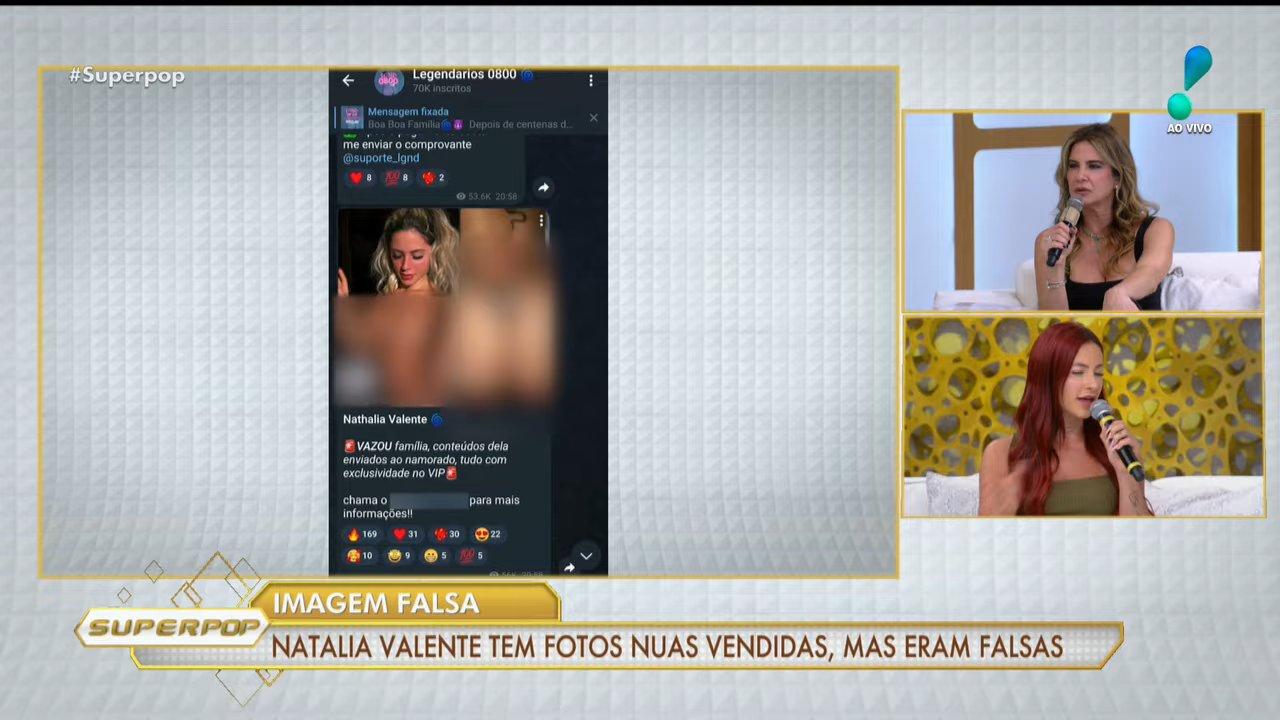 #Superpop
Legendarios 0800
70K inscritos
Mensagem fixada
Boa Boa Família Depois de centenas d...
me enviar o comprovante
@suporte_lgnd
8 8 2
53.6K 20:58
Nathalia Valente
VAZOU família, conteúdos dela
enviados ao namorado, tudo com
exclusividade no VIP
chama o para mais
informações!!
169 31 30 22
10 9 5 5
AO VIVO
IMAGEM FALSA
SUPERPOP
NATALIA VALENTE TEM FOTOS NUAS VENDIDAS, MAS ERAM FALSAS